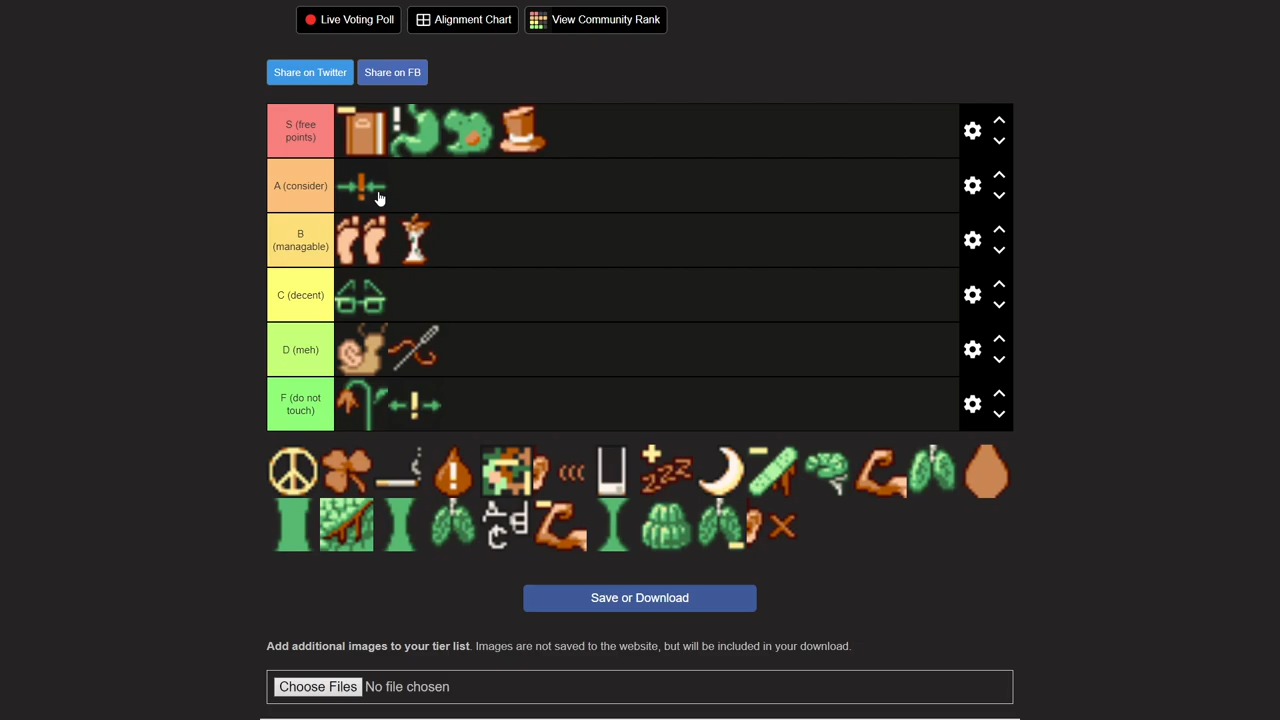 Live Voting Poll
Alignment Chart
View Community Rank
Share on Twitter
Share on FB
S (free
points)
A (consider)
B
(managable)
C (decent)
D (meh)
F (do not
touch)
Save or Download
Add additional images to your tier list. Images are not saved to the website, but will be included in your download.
Choose Files No file chosen